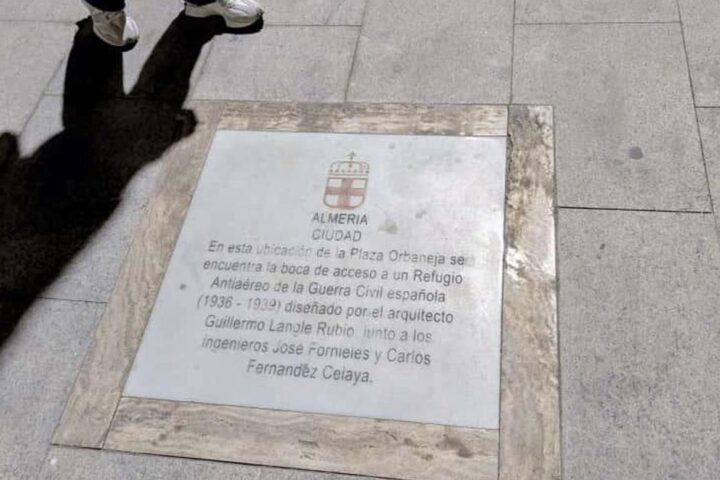 ALMERIA
CIUDAD
En esta ubicación de la Plaza Orbaneja se
encuentra la boca de acceso a un Refugio
Antiaéreo de la Guerra Civil española
(1936 - 1939) diseñado por el arquitecto
Guillermo Langle Rubio junto a los
ingenieros José Fornieles y Carlos
Fernández Celaya.